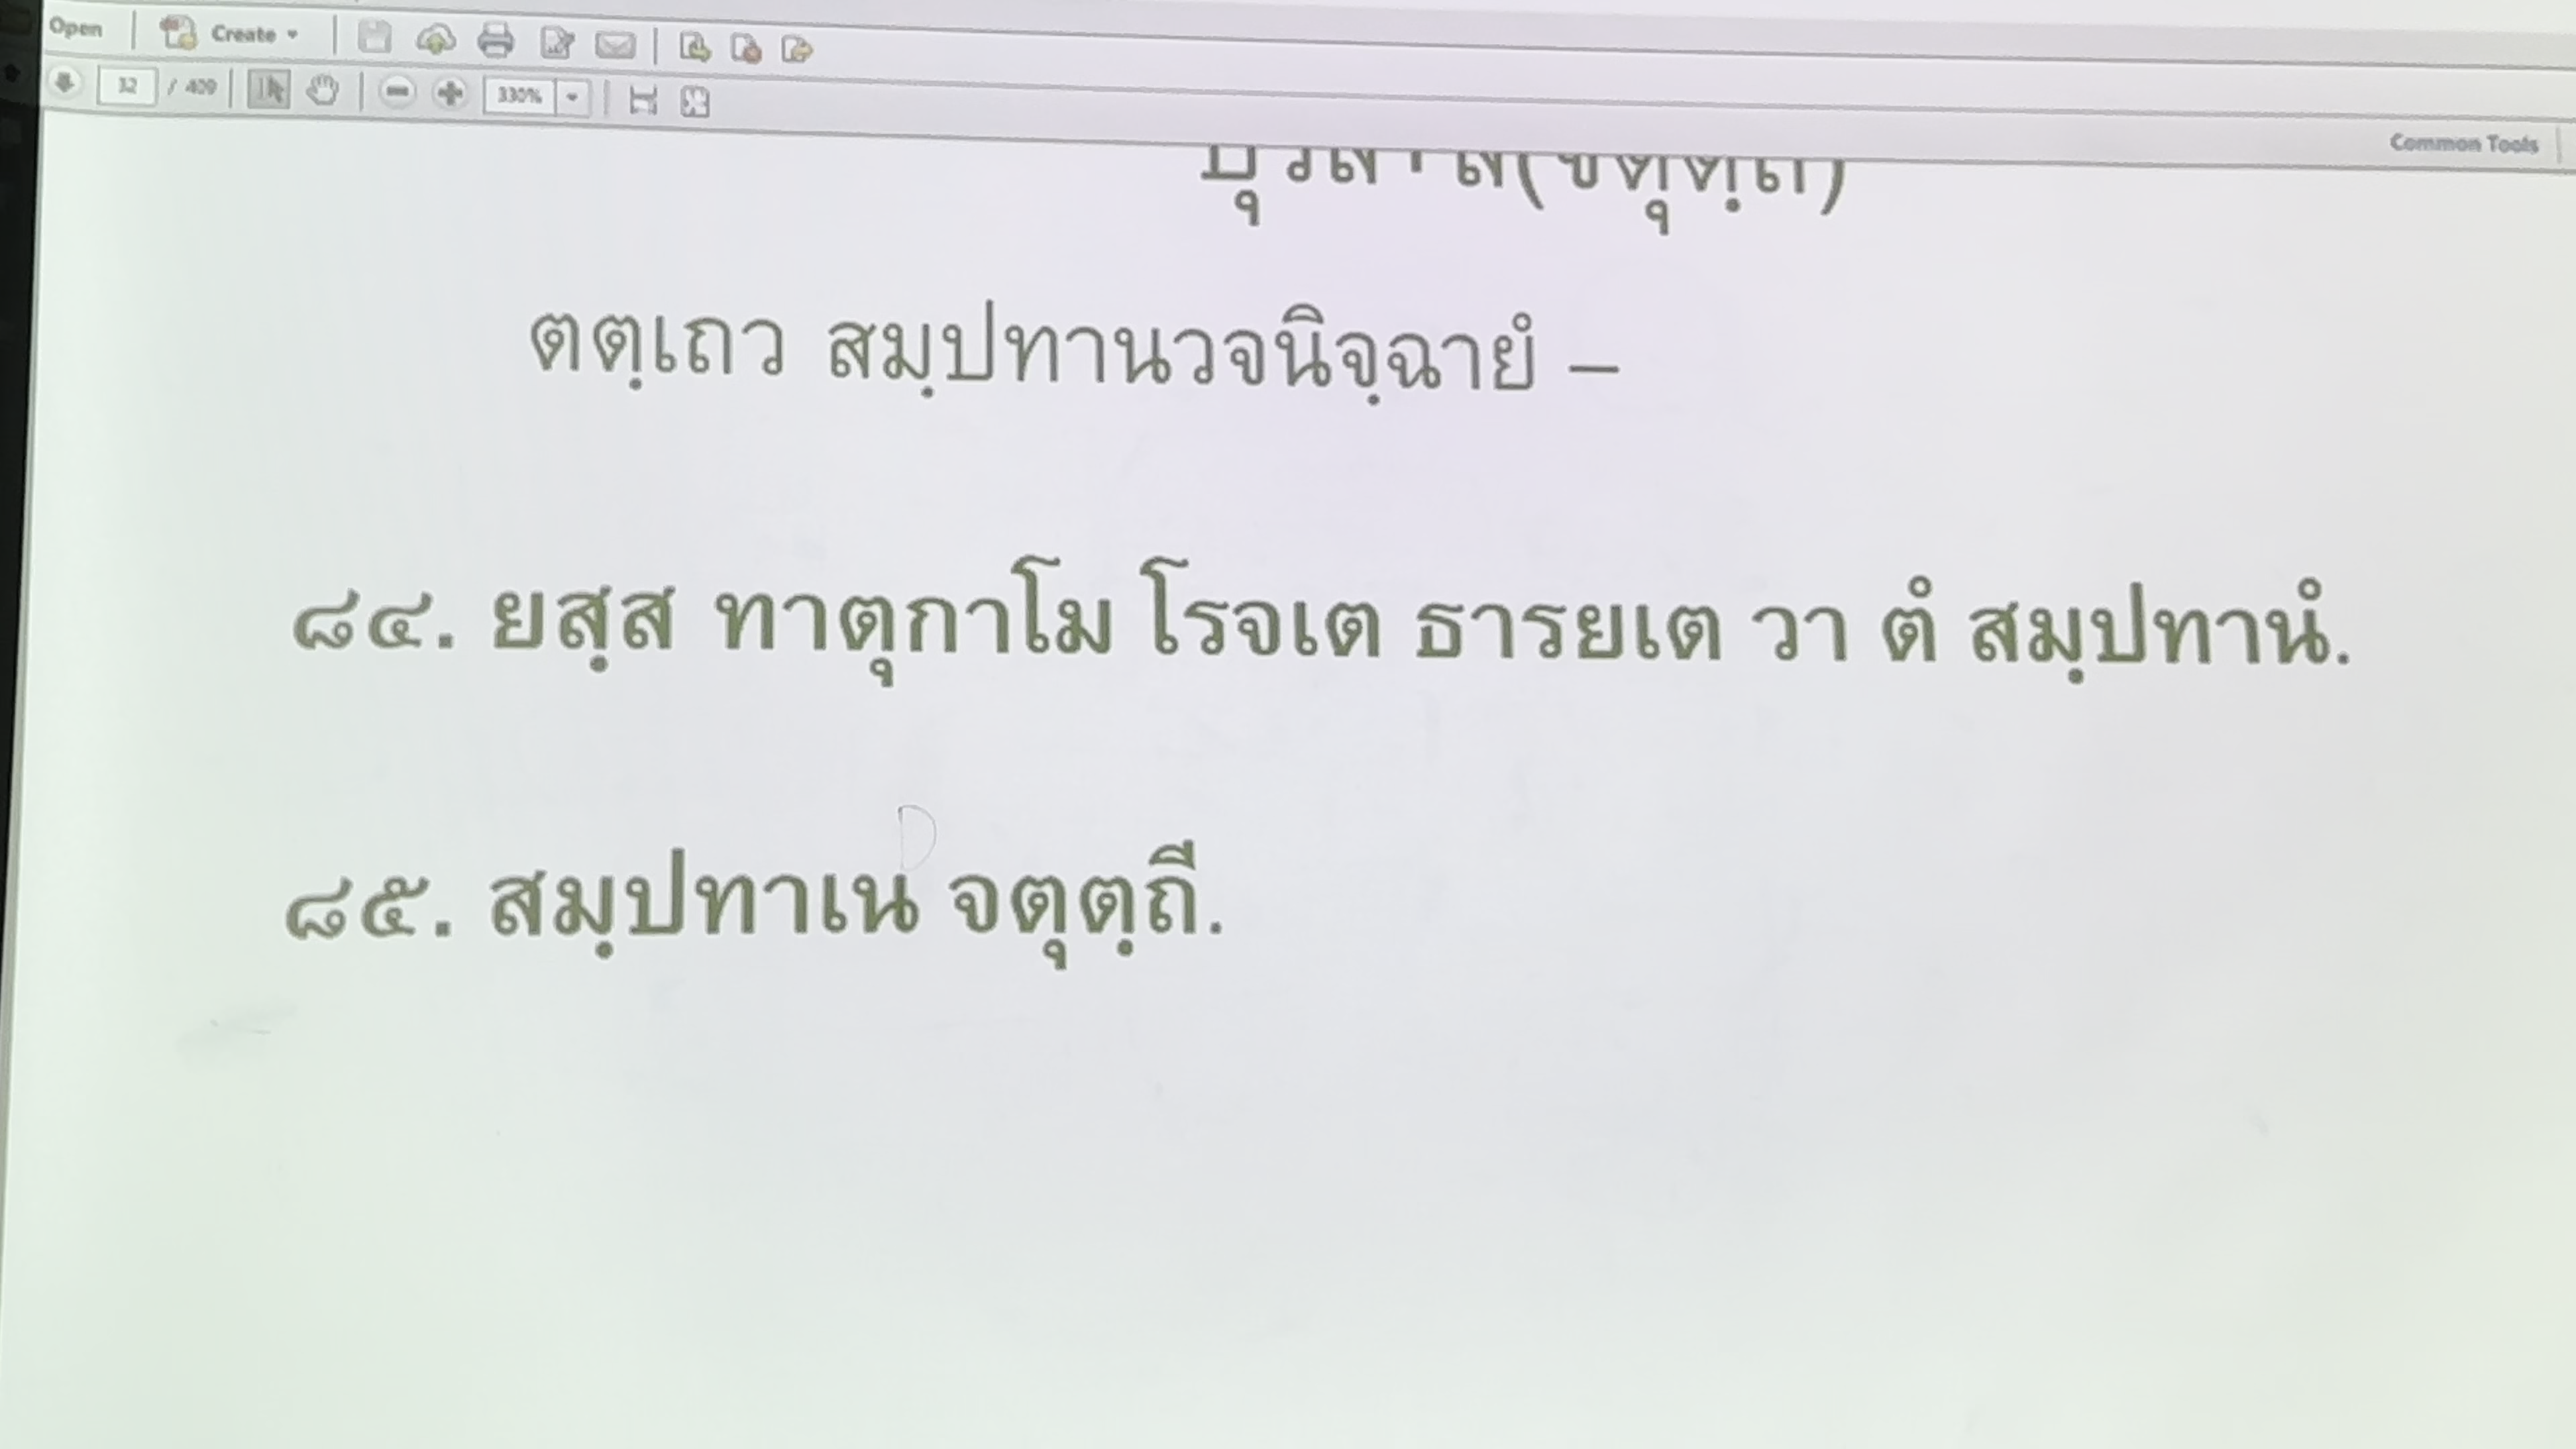 Open Create
32 / 409 330%
Common Tools
ตตฺเถว สมฺปทานวจนิจฺฉายํ –
๘๔. ยสฺส ทาตุกาโม โรจเต ธารยเต วา ตํ สมฺปทานํ.
๘๕. สมฺปทาเน จตุตฺถี.